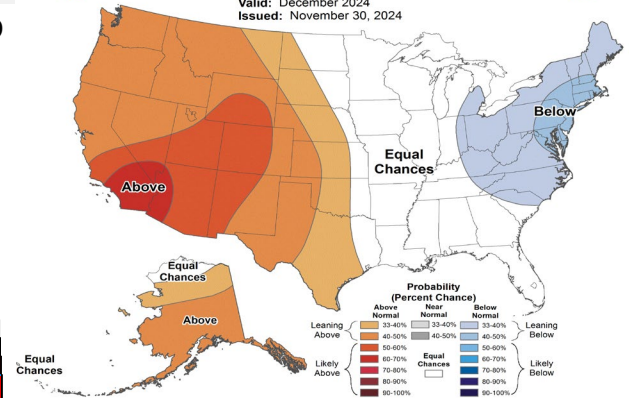 Valid: December 2024
Issued: November 30, 2024
Above
Equal
Chances
Below
Equal
Chances
Above
Equal
Chances
Probability
(Percent Chance)
Above
Normal
Near
Normal
Below
Normal
Leaning
Above
33-40%
33-40%
33-40%
Leaning
Below
40-50%
40-50%
40-50%
Likely
Above
50-60%
60-70%
70-80%
80-90%
90-100%
Equal
Chances
50-60%
60-70%
70-80%
80-90%
90-100%
Likely
Below